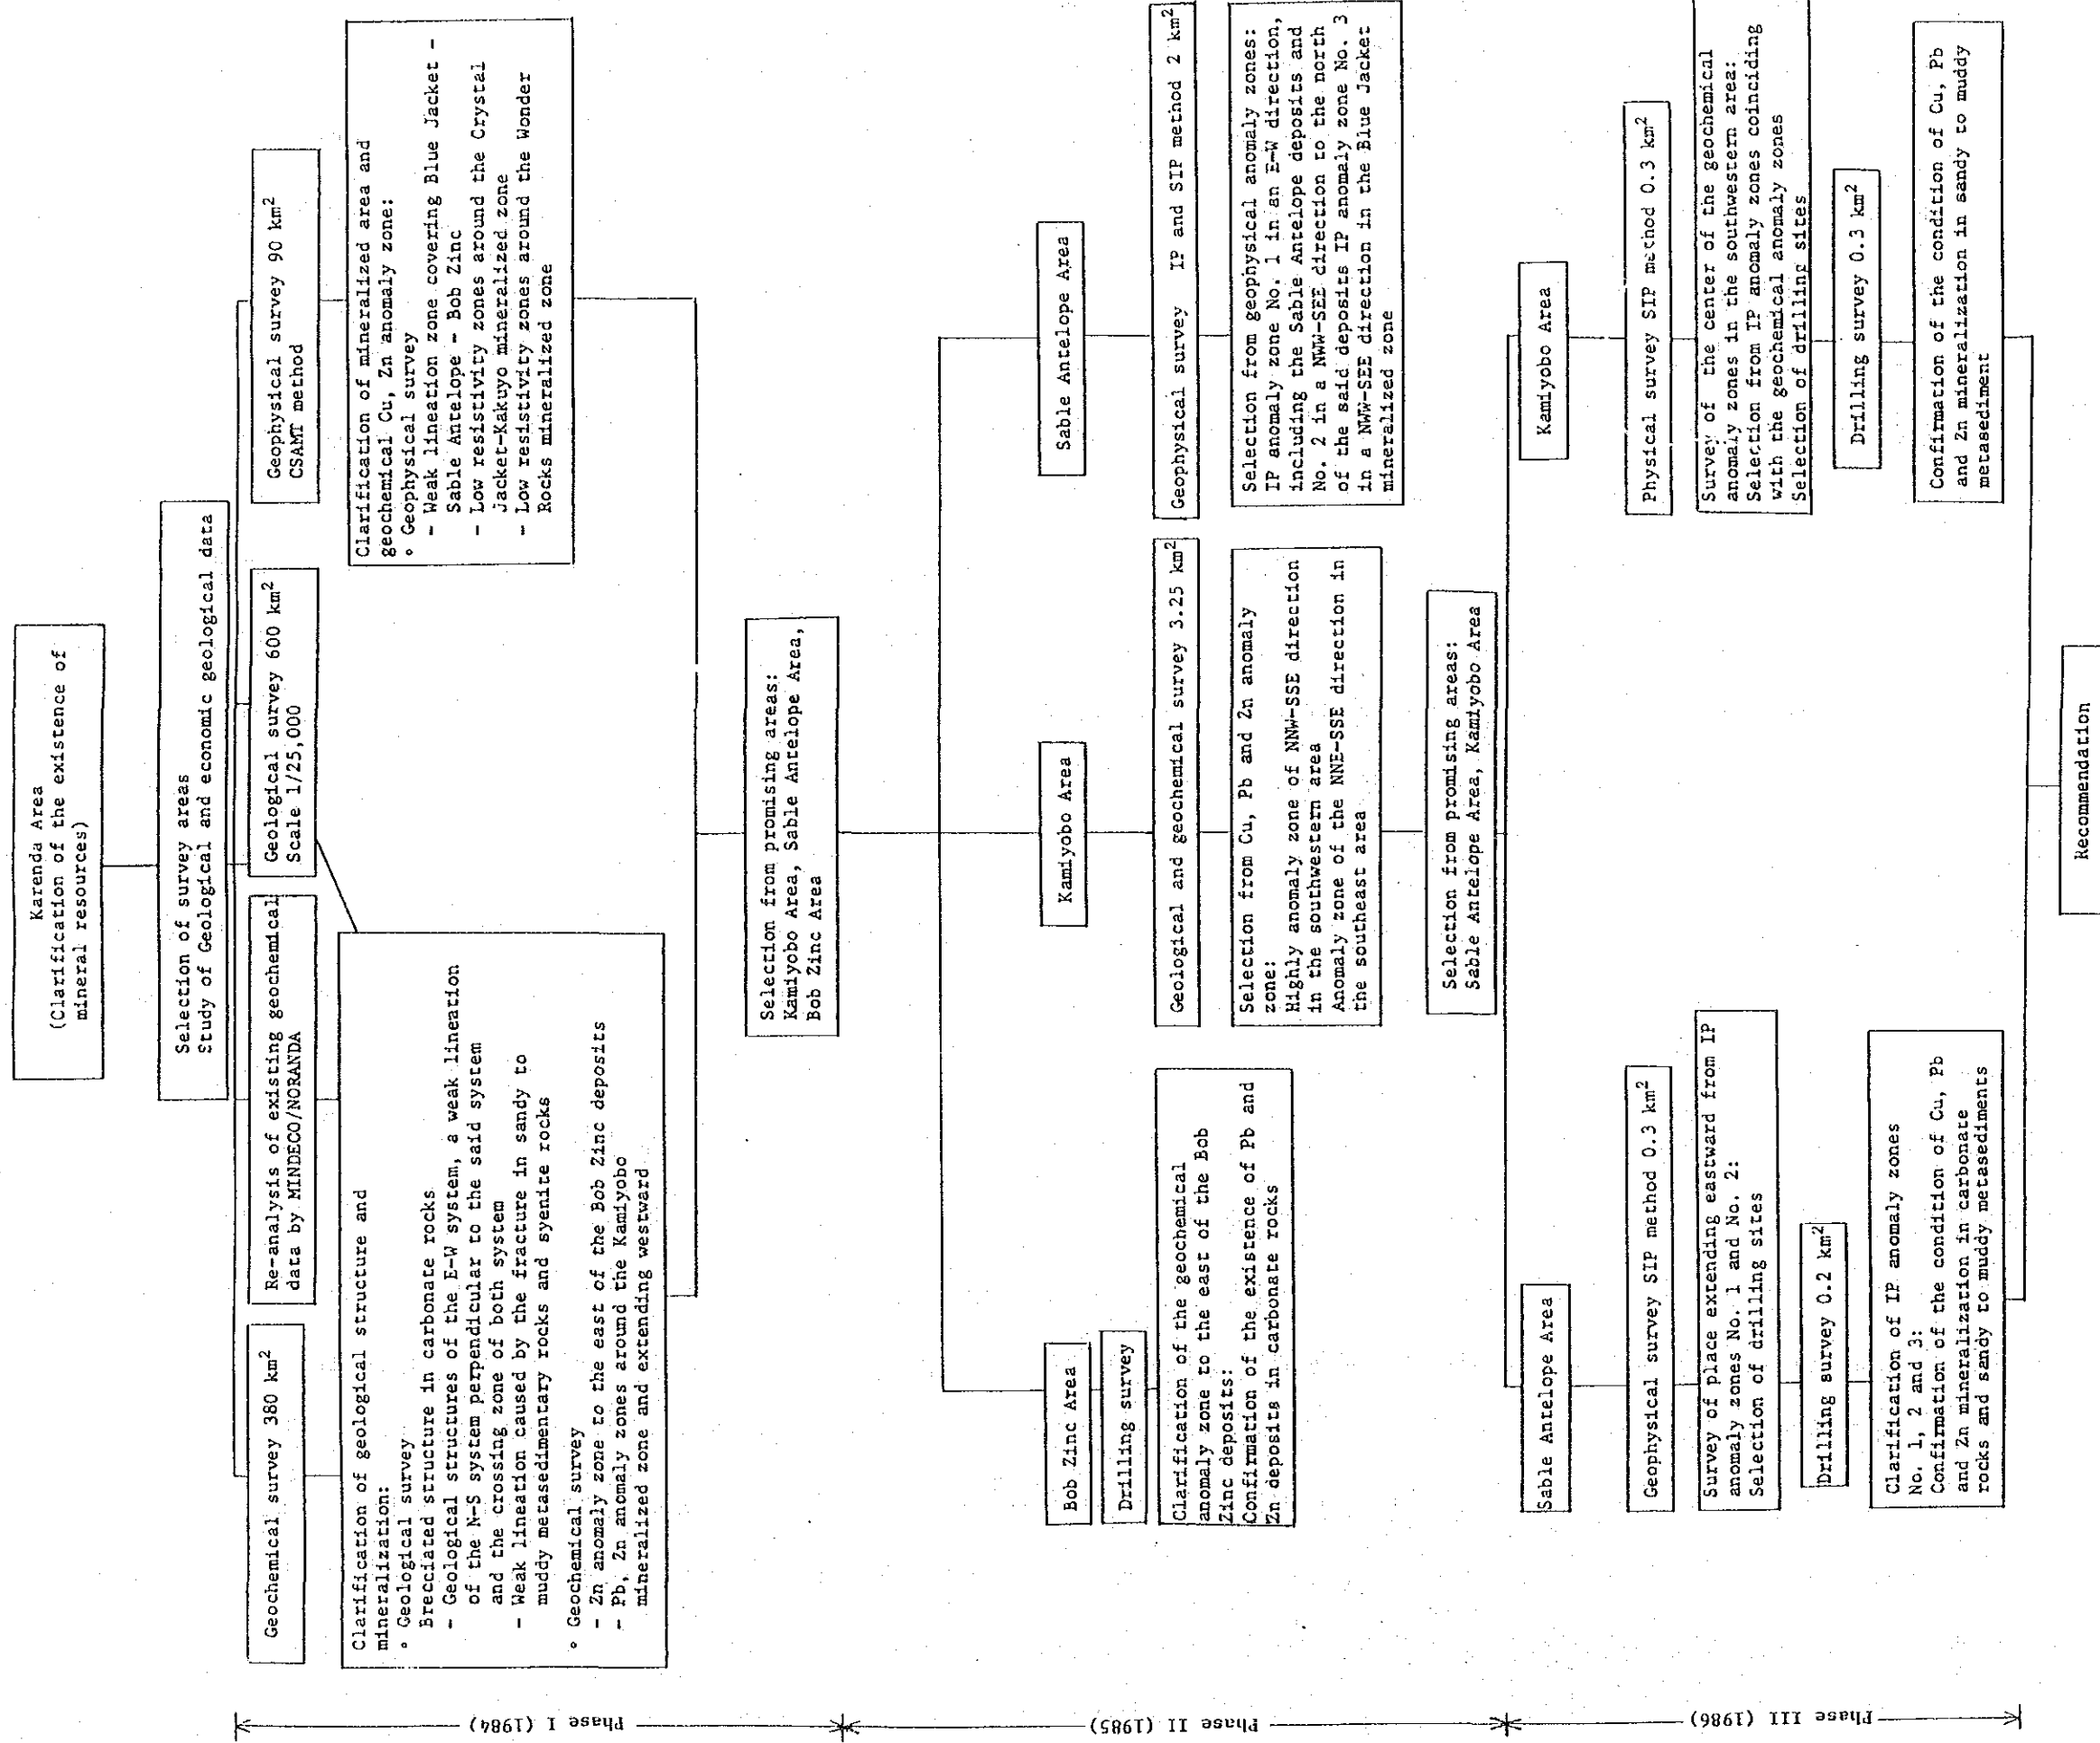 Karenda Area
(Clarification of the existence of
mineral resources)
Selection of survey areas
Study of Geological and economic geological data
Geochemical survey 380 km²
Re-analysis of existing geochemical
data by MINDECO/NORANDA
Geological survey 600 km²
Scale 1/25,000
Geophysical survey 90 km²
CSAMT method
Clarification of geological structure and
mineralization:
° Geological survey
Brecciated structure in carbonate rocks
- Geological structures of the E-W system, a weak lineation
of the N-S system perpendicular to the said system
and the crossing zone of both system
- Weak lineation caused by the fracture in sandy to
muddy metasedimentary rocks and syenite rocks
° Geochemical survey
- Zn anomaly zone to the east of the Bob Zinc deposits
- Pb, Zn anomaly zones around the Kamiyobo
mineralized zone and extending westward
Clarification of mineralized area and
geochemical Cu, Zn anomaly zone:
° Geophysical survey
- Weak lineation zone covering Blue Jacket -
Sable Antelope - Bob Zinc
- Low resistivity zones around the Crystal
Jacket-Kakuyo mineralized zone
- Low resistivity zones around the Wonder
Rocks mineralized zone
Phase I (1984)
Selection from promising areas:
Kamiyobo Area, Sable Antelope Area,
Bob Zinc Area
Bob Zinc Area
Drilling survey
Clarification of the geochemical
anomaly zone to the east of the Bob
Zinc deposits:
Confirmation of the existence of Pb and
Zn deposits in carbonate rocks
Kamiyobo Area
Geological and geochemical survey 3.25 km²
Selection from Cu, Pb and Zn anomaly
zone:
Highly anomaly zone of NNW-SSE direction
in the southwestern area
Anomaly zone of the NNE-SSE direction in
the southeast area
Sable Antelope Area
Geophysical survey IP and SIP method 2 km²
Selection from geophysical anomaly zones:
IP anomaly zone No. 1 in an E-W direction,
including the Sable Antelope deposits and
No. 2 in a NWW-SEE direction to the north
of the said deposits IP anomaly zone No. 3
in a NWW-SEE direction in the Blue Jacket
mineralized zone
Phase II (1985)
Selection from promising areas:
Sable Antelope Area, Kamiyobo Area
Sable Antelope Area
Geophysical survey SIP method 0.3 km²
Survey of place extending eastward from IP
anomaly zones No. 1 and No. 2:
Selection of drilling sites
Drilling survey 0.2 km²
Clarification of IP anomaly zones
No. 1, 2 and 3:
Confirmation of the condition of Cu, Pb
and Zn mineralization in carbonate
rocks and sandy to muddy metasediments
Kamiyobo Area
Physical survey SIP method 0.3 km²
Survey of the center of the geochemical
anomaly zones in the southwestern area:
Selection from IP anomaly zones coinciding
with the geochemical anomaly zones
Selection of drilling sites
Drilling survey 0.3 km²
Confirmation of the condition of Cu, Pb
and Zn mineralization in sandy to muddy
metasediment
Phase III (1986)
Recommendation